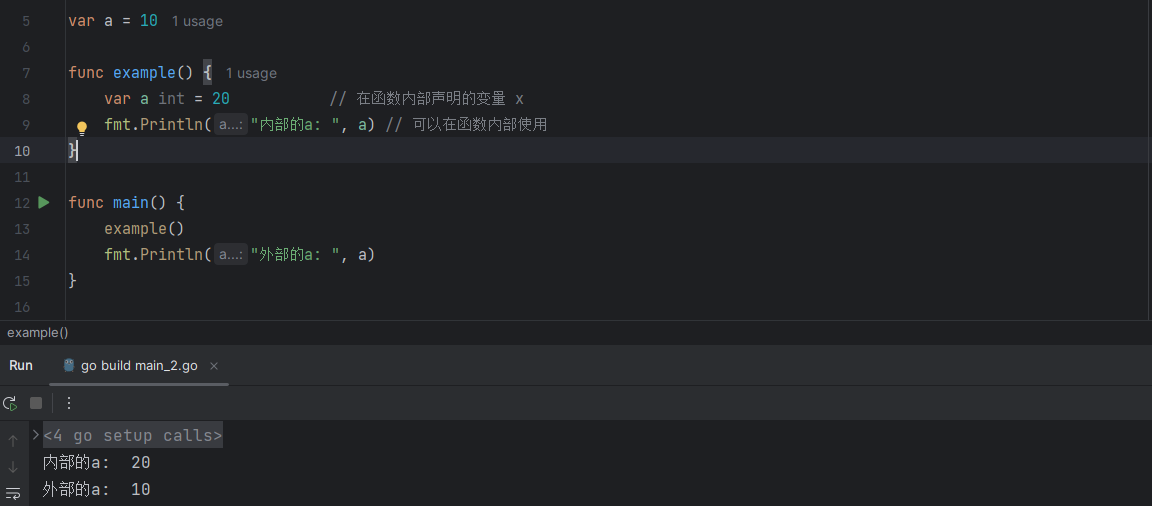 5 var a = 10 1 usage
6
7 func example() { 1 usage
8 var a int = 20 // 在函数内部声明的变量 x
9 fmt.Println( a...: "内部的a: ", a) // 可以在函数内部使用
10 }
11
12 func main() {
13 example()
14 fmt.Println( a...: "外部的a: ", a)
15 }
16
example()
Run go build main_2.go ×
<4 go setup calls>
内部的a:  20
外部的a:  10